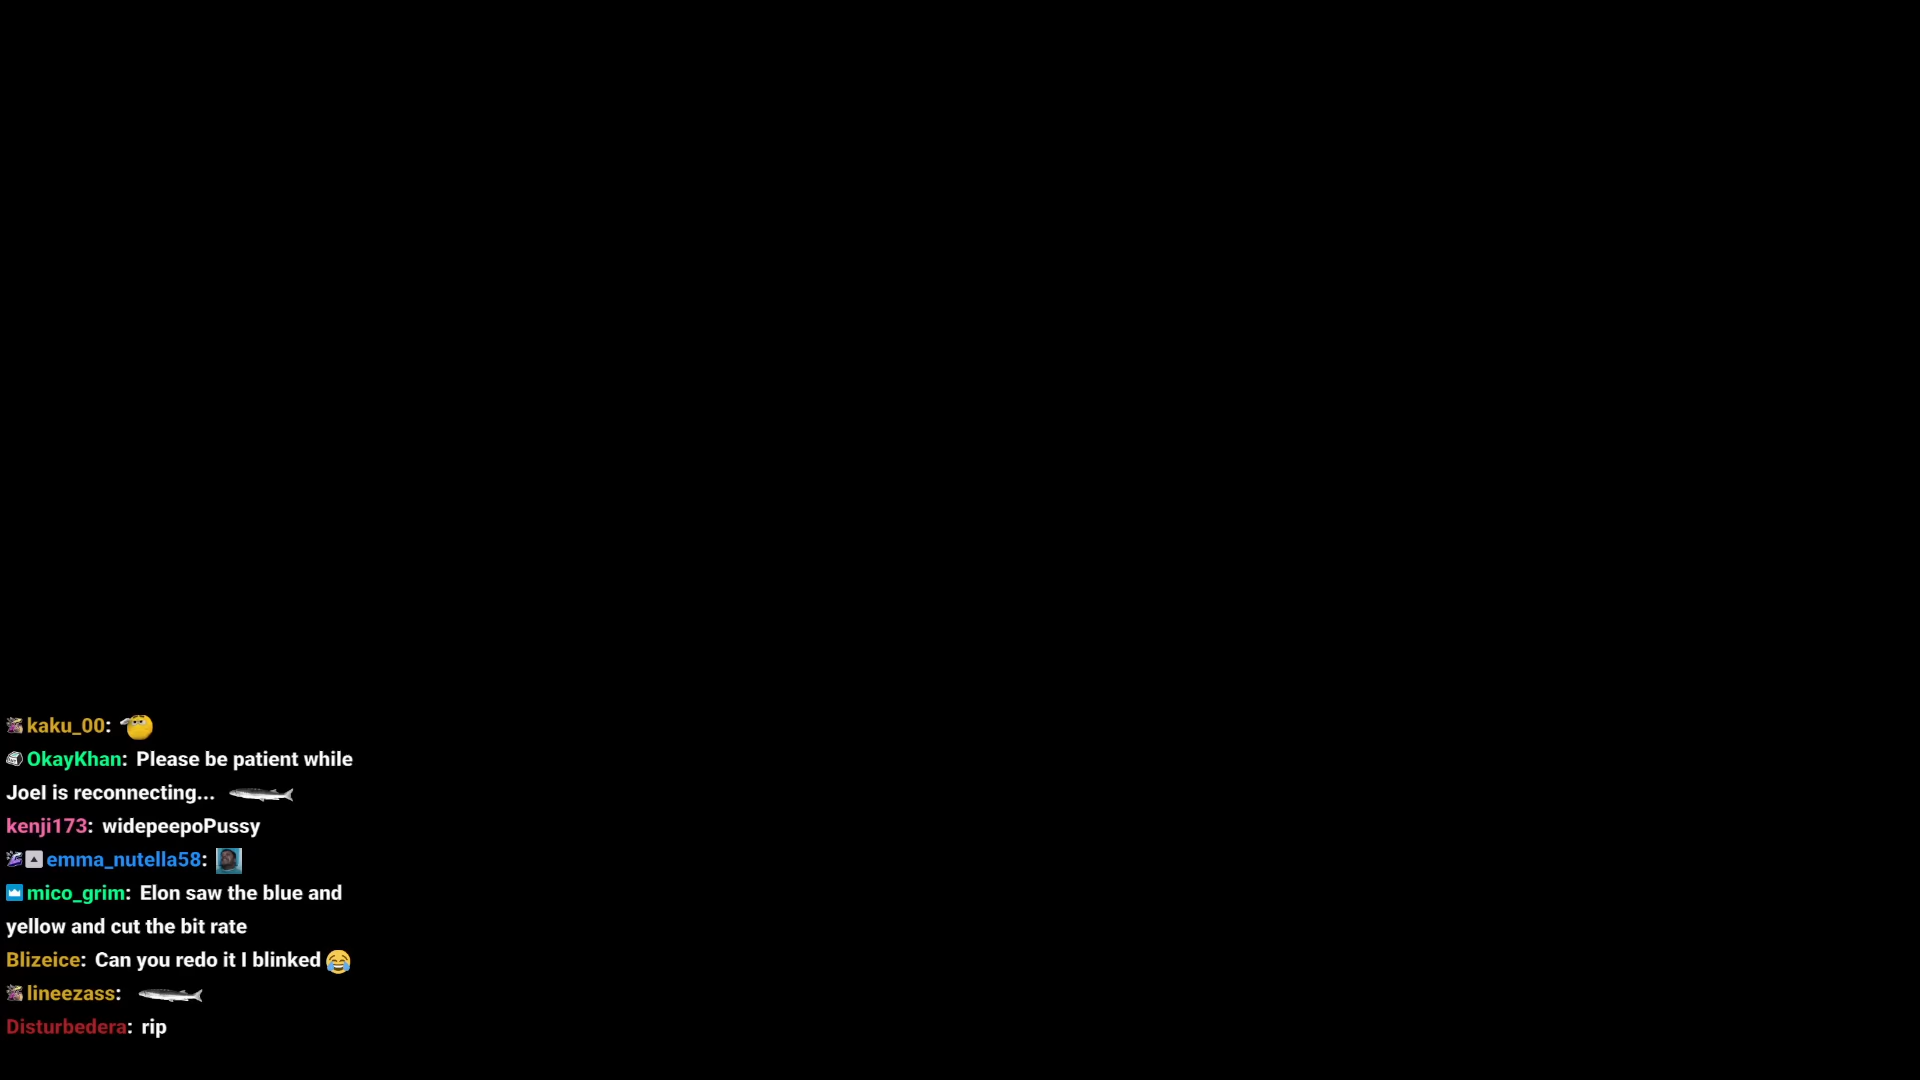 kaku_00:
OkayKhan: Please be patient while
Joel is reconnecting...
kenji173: widepeepoPussy
emma_nutella58:
mico_grim: Elon saw the blue and
yellow and cut the bit rate
Blizeice: Can you redo it I blinked 😂
lineezass:
Disturbedera: rip